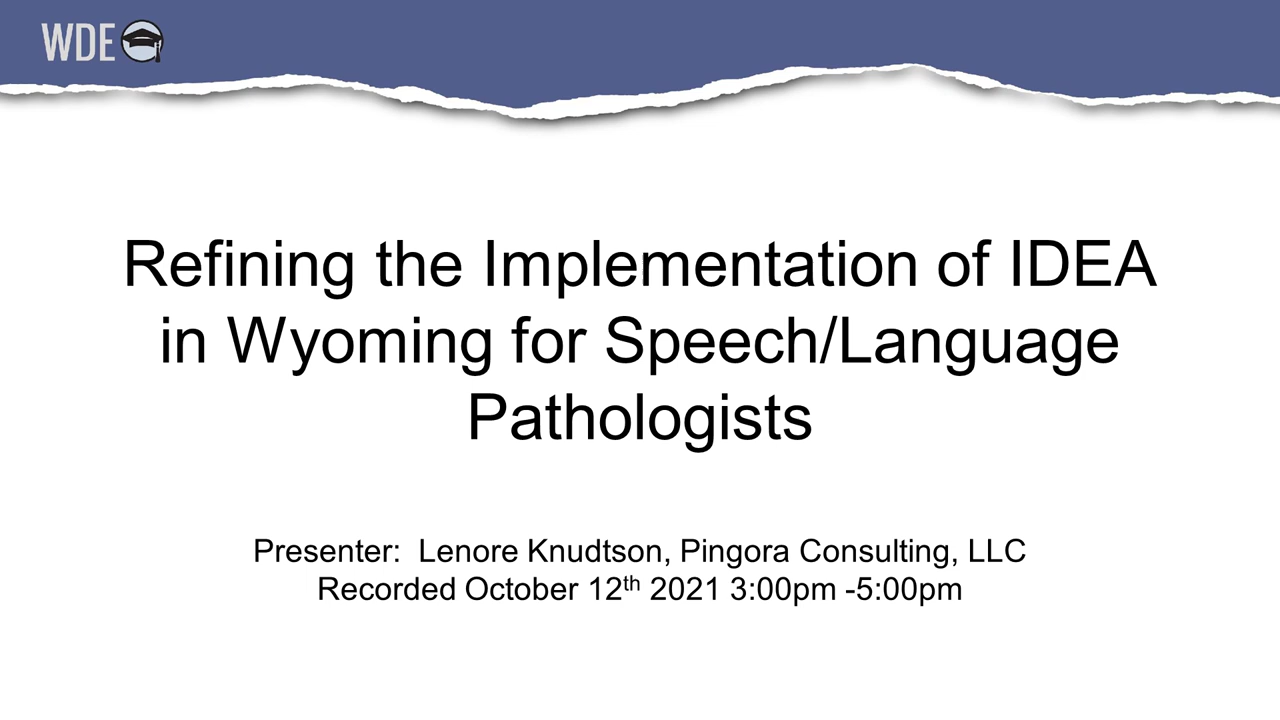 WDE
Refining the Implementation of IDEA
in Wyoming for Speech/Language
Pathologists
Presenter:  Lenore Knudtson, Pingora Consulting, LLC
Recorded October 12th 2021 3:00pm -5:00pm